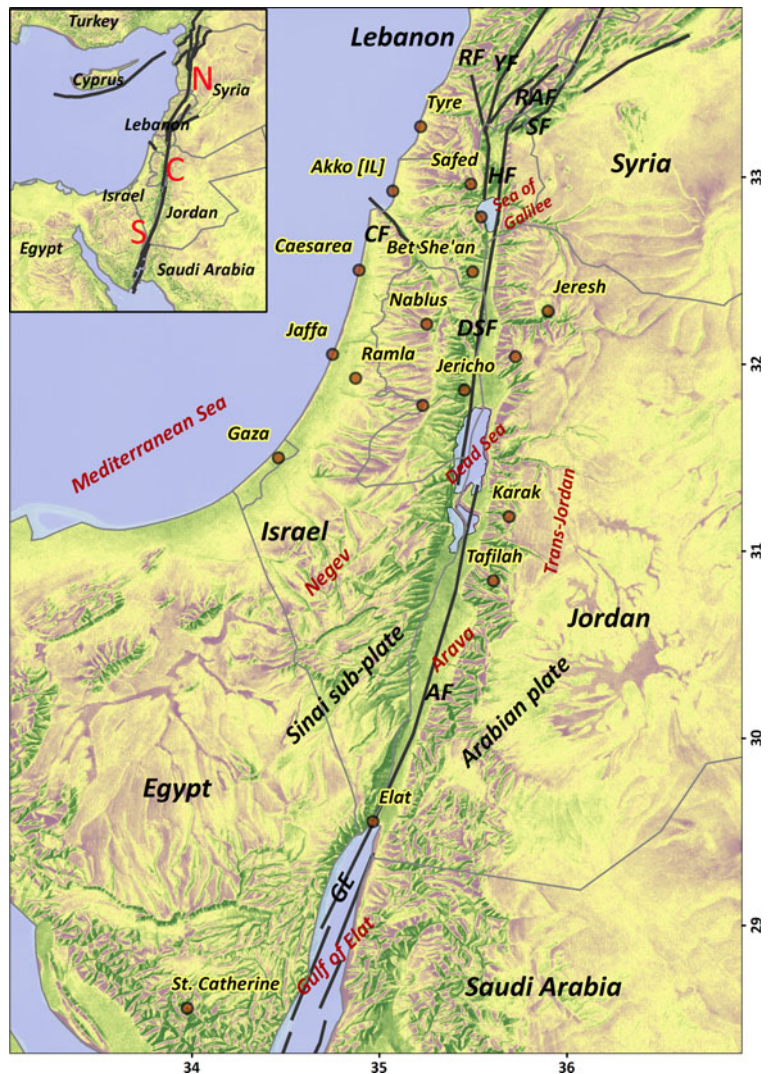 Turkey
Cyprus
N
Syria
Lebanon
C
Israel
Jordan
S
Egypt
Saudi Arabia
Lebanon
RF
YF
RAF
SF
Tyre
Akko [IL]
Safed
HF
Sea of
Galilee
Syria
33
CF
Caesarea
Bet She'an
Nablus
Jeresh
DSF
Jaffa
Ramla
Jericho
32
Mediterranean Sea
Gaza
Dead Sea
Karak
Trans-Jordan
Israel
Negev
Tafilah
31
Jordan
Sinai sub-plate
Arava
AF
Arabian plate
30
Egypt
Elat
GE
29
Gulf of Elat
St. Catherine
Saudi Arabia
34
35
36